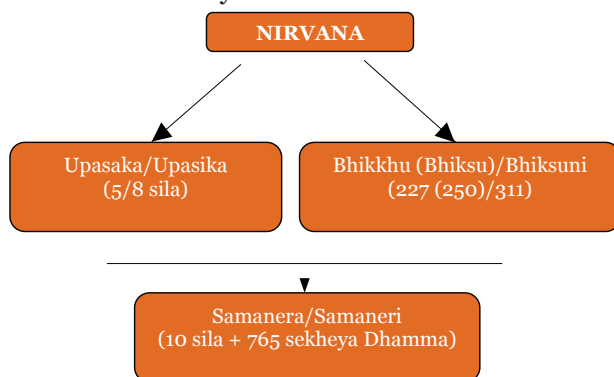 NIRVANA
Upasaka/Upasika
(5/8 sila)
Bhikkhu (Bhiksu)/Bhiksuni
(227 (250)/311)
Samanera/Samaneri
(10 sila + 765 sekheya Dhamma)